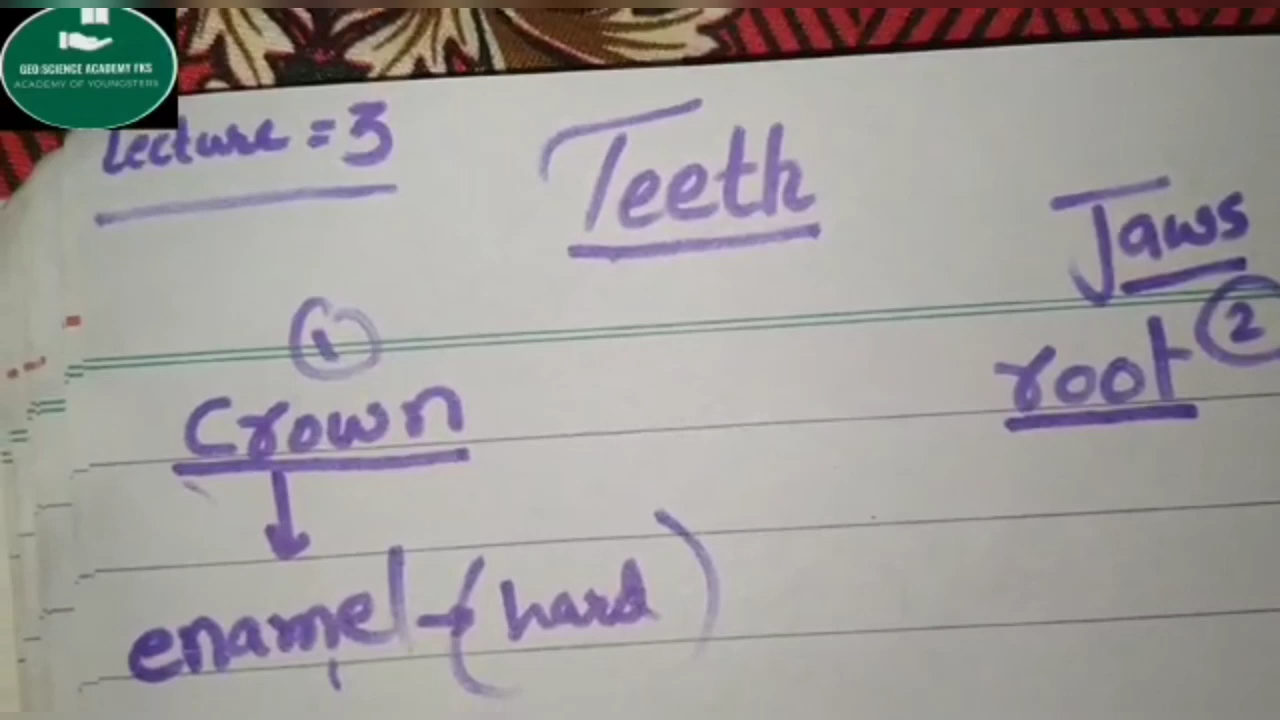 GEO SCIENCE ACADEMY FKS
ACADEMY OF YOUNGSTERS
Lecture = 3
Teeth
Jaws
1
2
Crown
root
enamel - (hard)